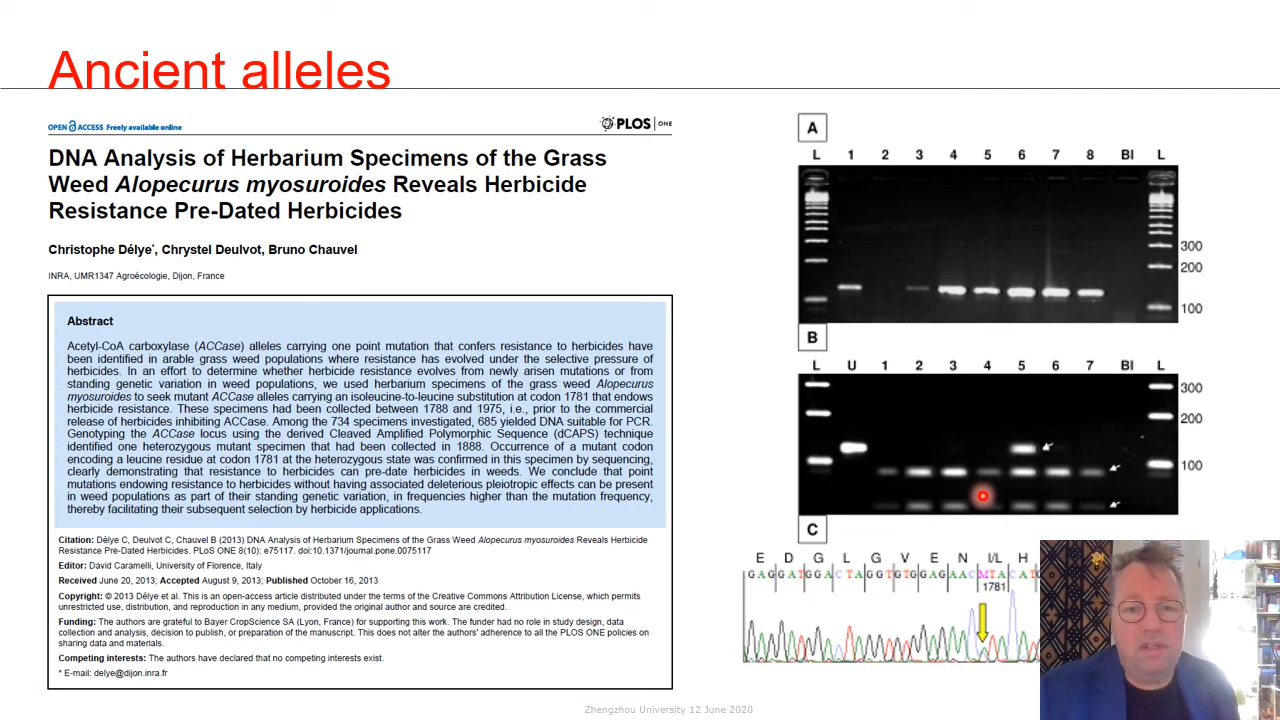 Ancient alleles
OPEN ACCESS Freely available online
PLOS ONE
DNA Analysis of Herbarium Specimens of the Grass
Weed Alopecurus myosuroides Reveals Herbicide
Resistance Pre-Dated Herbicides
Christophe Délye*, Chrystel Deulvot, Bruno Chauvel
INRA, UMR1347 Agroécologie, Dijon, France
Abstract
Acetyl-CoA carboxylase (ACCase) alleles carrying one point mutation that confers resistance to herbicides have
been identified in arable grass weed populations where resistance has evolved under the selective pressure of
herbicides. In an effort to determine whether herbicide resistance evolves from newly arisen mutations or from
standing genetic variation in weed populations, we used herbarium specimens of the grass weed Alopecurus
myosuroides to seek mutant ACCase alleles carrying an isoleucine-to-leucine substitution at codon 1781 that endows
herbicide resistance. These specimens had been collected between 1788 and 1975, i.e., prior to the commercial
release of herbicides inhibiting ACCase. Among the 734 specimens investigated, 685 yielded DNA suitable for PCR.
Genotyping the ACCase locus using the derived Cleaved Amplified Polymorphic Sequence (dCAPS) technique
identified one heterozygous mutant specimen that had been collected in 1888. Occurrence of a mutant codon
encoding a leucine residue at codon 1781 at the heterozygous state was confirmed in this specimen by sequencing,
clearly demonstrating that resistance to herbicides can pre-date herbicides in weeds. We conclude that point
mutations endowing resistance to herbicides without having associated deleterious pleiotropic effects can be present
in weed populations as part of their standing genetic variation, in frequencies higher than the mutation frequency,
thereby facilitating their subsequent selection by herbicide applications.
Citation: Délye C, Deulvot C, Chauvel B (2013) DNA Analysis of Herbarium Specimens of the Grass Weed Alopecurus myosuroides Reveals Herbicide
Resistance Pre-Dated Herbicides. PLoS ONE 8(10): e75117. doi:10.1371/journal.pone.0075117
Editor: David Caramelli, University of Florence, Italy
Received June 20, 2013; Accepted August 9, 2013; Published October 16, 2013
Copyright: © 2013 Délye et al. This is an open-access article distributed under the terms of the Creative Commons Attribution License, which permits
unrestricted use, distribution, and reproduction in any medium, provided the original author and source are credited.
Funding: The authors are grateful to Bayer CropScience SA (Lyon, France) for supporting this work. The funder had no role in study design, data
collection and analysis, decision to publish, or preparation of the manuscript. This does not alter the authors' adherence to all the PLOS ONE policies on
sharing data and materials.
Competing interests: The authors have declared that no competing interests exist.
* E-mail: delye@dijon.inra.fr
A
L 1 2 3 4 5 6 7 8 Bl L
300
200
100
B
L U 1 2 3 4 5 6 7 Bl L
300
200
100
C
E D G L G V E N I/L H
GAGGATGGACTAGGTGTGGAGAACMTACAT
1781
Zhengzhou University 12 June 2020